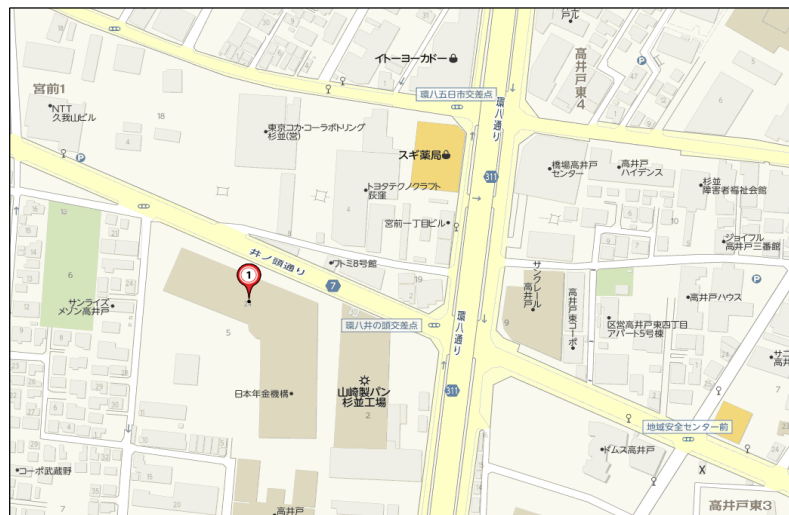 イトーヨーカドー
環八五日市交差点
高井戸東4
宮前1
NTT
久我山ビル
18
東京コカ・コーラボトリング
杉並(営)
スギ薬局
環八通り
311
橋場高井戸
センター
高井戸
ハイデンス
杉並
障害者福祉会館
トヨタテクノクラフト
荻窪
4
10
宮前一丁目ビル
ジョイフル
高井戸三番館
井ノ頭通り
ワトミ8号館
19
7
1
24
6
サンライズ
メゾン高井戸
5
サンクレール
高井戸
高井戸東コーポ
高井戸ハウス
9
区営高井戸東四丁目
アパート5号棟
環八井の頭交差点
環八通り
311
日本年金機構
山崎製パン
杉並工場
2
地域安全センター前
ドムス高井戸
コーポ武蔵野
高井戸
高井戸東3